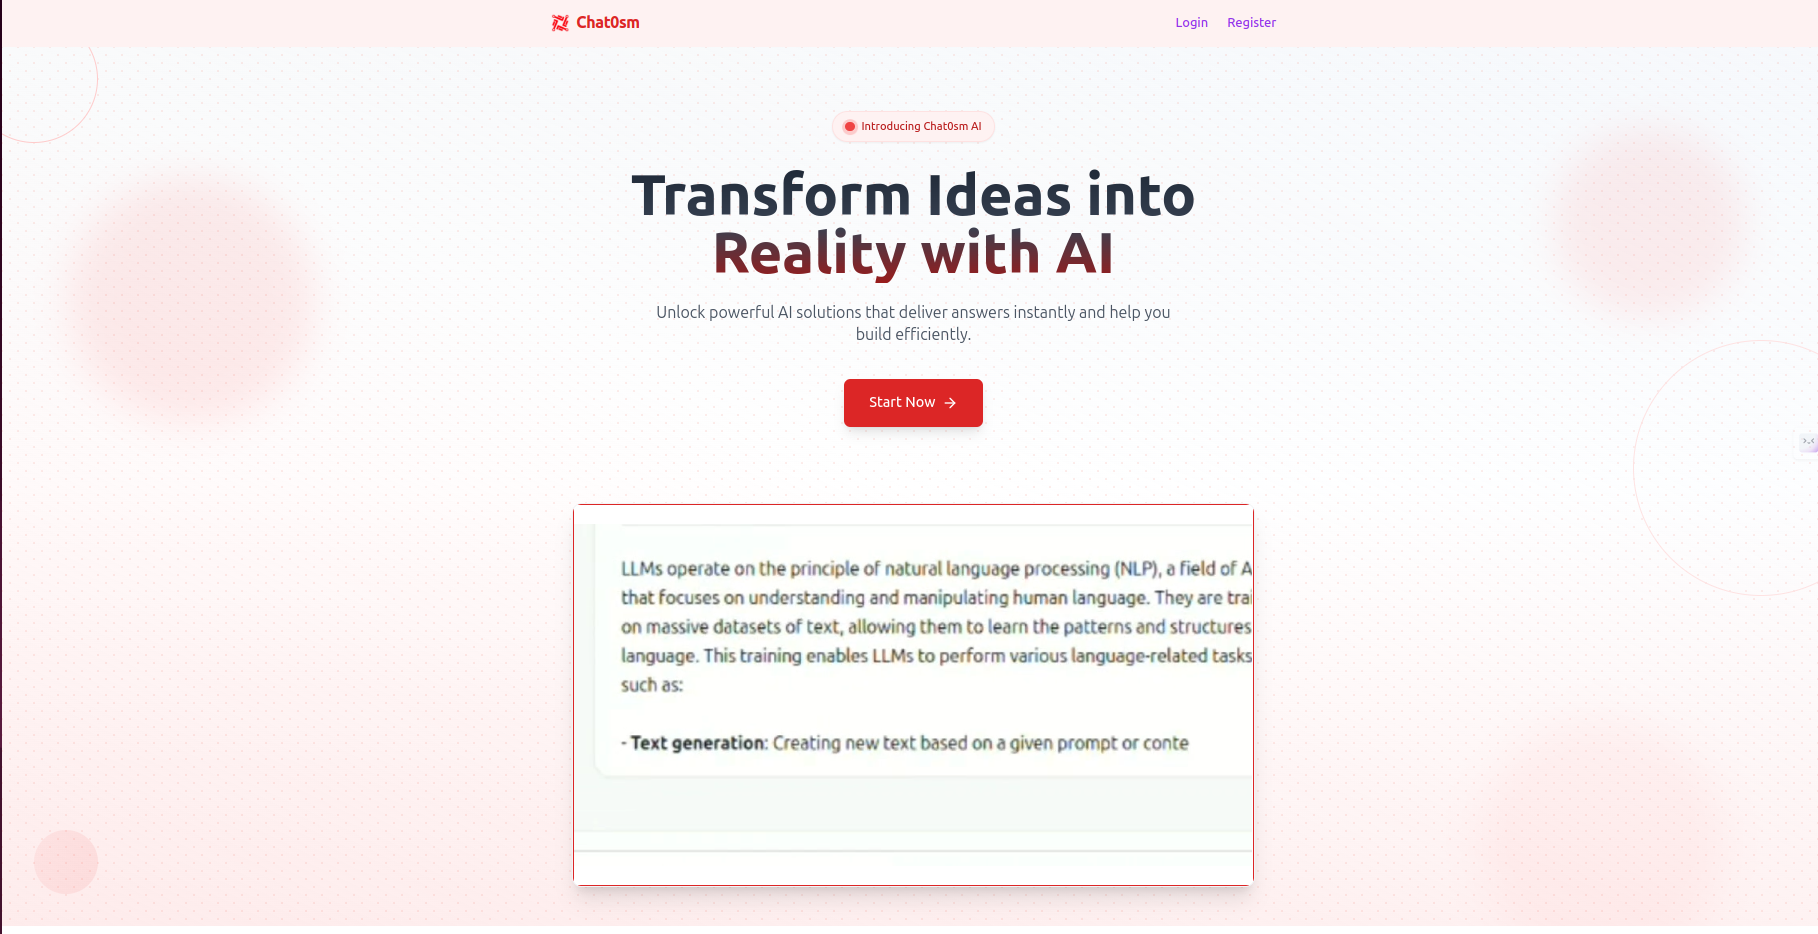 Chat0sm
Login
Register
Introducing Chat0sm AI
Transform Ideas into
Reality with AI
Unlock powerful AI solutions that deliver answers instantly and help you
build efficiently.
Start Now
LLMs operate on the principle of natural language processing (NLP), a field of A
that focuses on understanding and manipulating human language. They are trai
on massive datasets of text, allowing them to learn the patterns and structures
language. This training enables LLMs to perform various language-related tasks
such as:
- Text generation: Creating new text based on a given prompt or conte